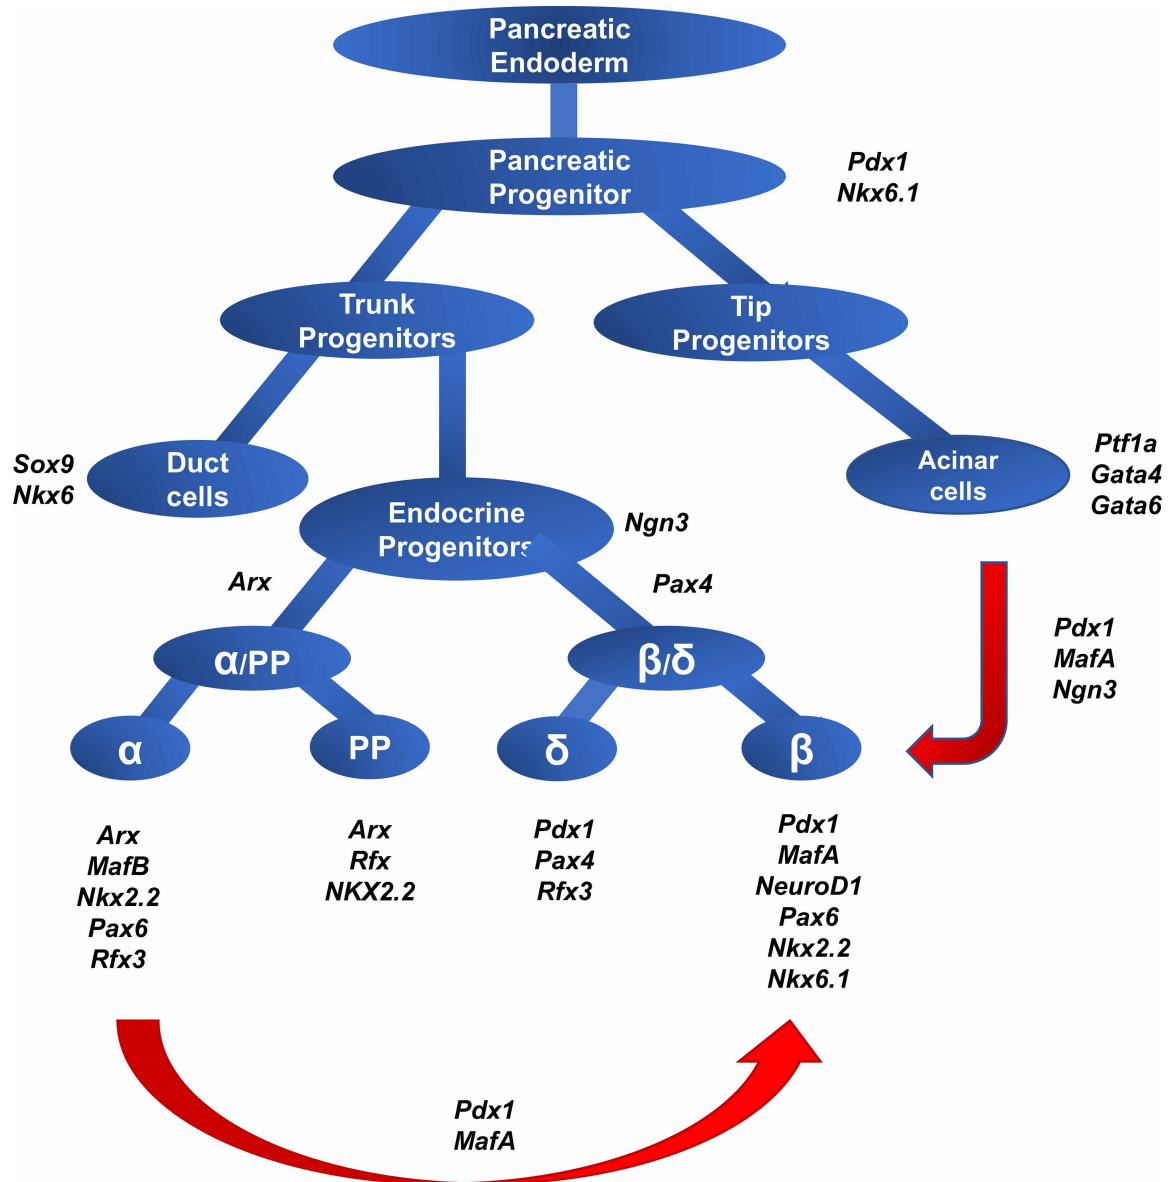 Pancreatic
Endoderm
Pancreatic
Progenitor
Pdx1
Nkx6.1
Trunk
Progenitors
Tip
Progenitors
Sox9
Nkx6
Duct
cells
Acinar
cells
Ptf1a
Gata4
Gata6
Endocrine
Progenitors
Ngn3
Arx
Pax4
α/PP
β/δ
Pdx1
MafA
Ngn3
α
PP
δ
β
Arx
MafB
Nkx2.2
Pax6
Rfx3
Arx
Rfx
NKX2.2
Pdx1
Pax4
Rfx3
Pdx1
MafA
NeuroD1
Pax6
Nkx2.2
Nkx6.1
Pdx1
MafA